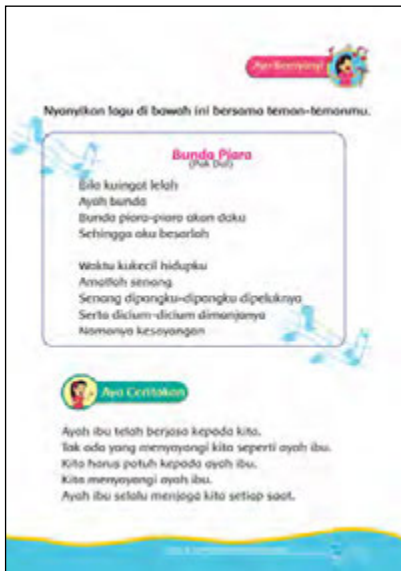 Ayo Bernyanyi
Nyanyikan lagu di bawah ini bersama teman-temanmu.
Bunda Piara
(Pak Dal)
Bila kuingat lelah
Ayah bunda
Bunda piara-piara akan daku
Sehingga aku besarlah
Waktu kukecil hidupku
Amatlah senang
Senang dipangku-dipangku dipeluknya
Serta dicium-dicium dimanjanya
Namanya kesayangan
Ayo Ceritakan
Ayah ibu telah berjasa kepada kita.
Tak ada yang menyayangi kita seperti ayah ibu.
Kita harus patuh kepada ayah ibu.
Kita menyayangi ayah ibu.
Ayah ibu selalu menjaga kita setiap saat.